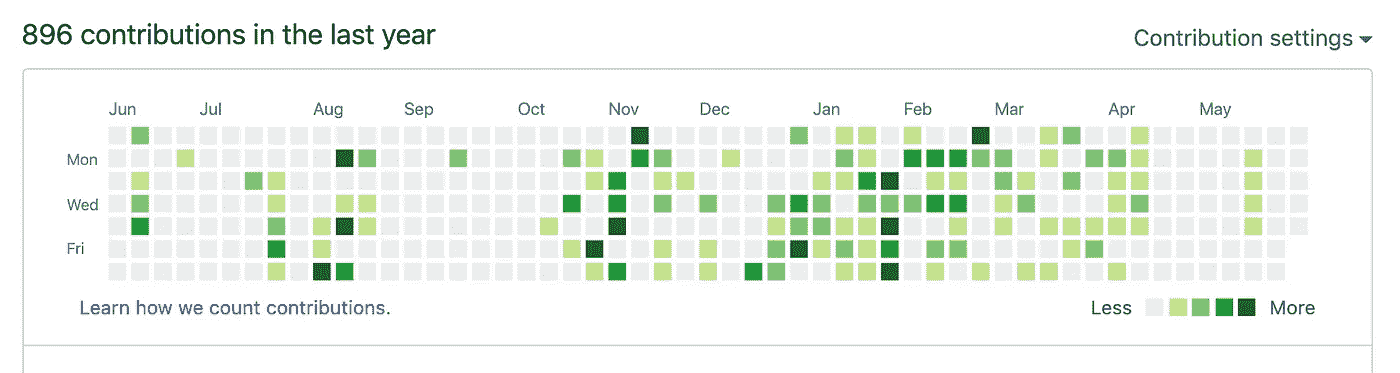 896 contributions in the last year
Contribution settings
Jun Jul Aug Sep Oct Nov Dec Jan Feb Mar Apr May
Mon
Wed
Fri
Learn how we count contributions.
Less More